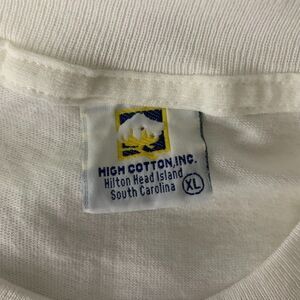 HIGH COTTON, INC.
Hilton Head Island
South Carolina XL